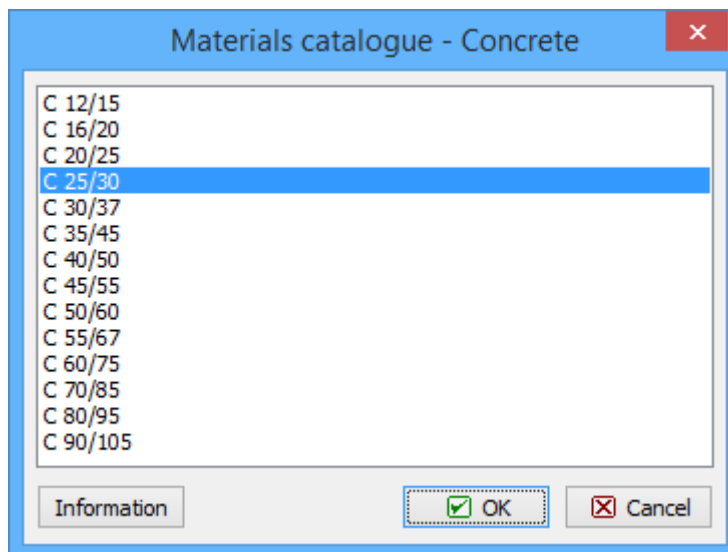 Materials catalogue - Concrete
C 12/15
C 16/20
C 20/25
C 25/30
C 30/37
C 35/45
C 40/50
C 45/55
C 50/60
C 55/67
C 60/75
C 70/85
C 80/95
C 90/105
Information
OK
Cancel